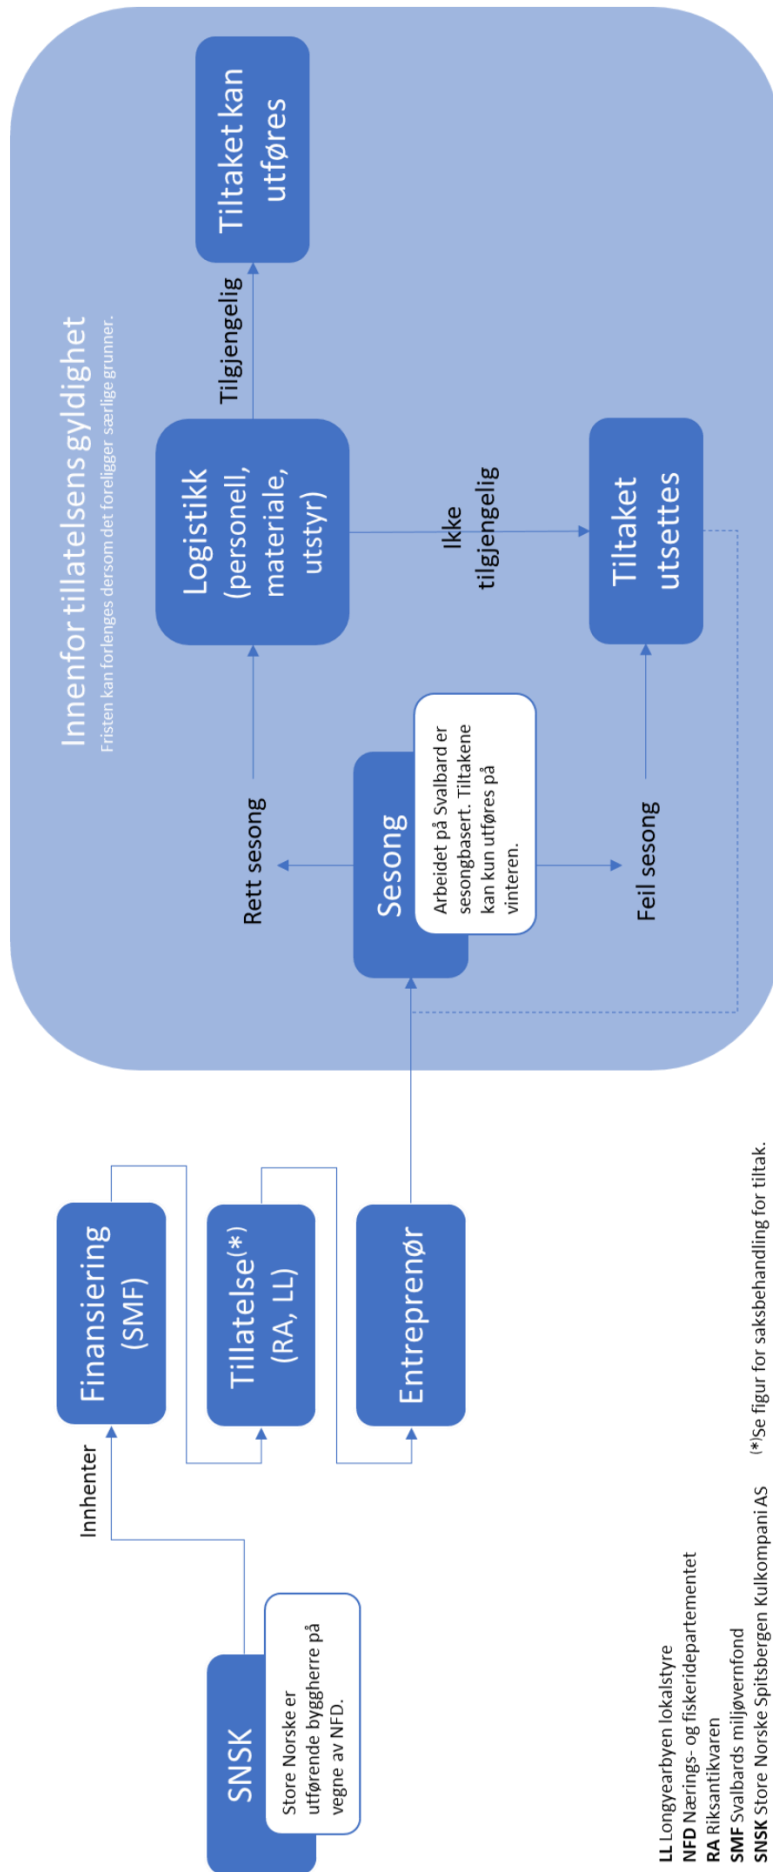 SNSK
Store Norske er
utførende byggherre på
vegne av NFD.
Innhenter
Finansiering
(SMF)
Tillatelse(*)
(RA, LL)
Entreprenør
Innenfor tillatelsens gyldighet
Fristen kan forlenges dersom det foreligger særlige grunner.
Rett sesong
Sesong
Arbeidet på Svalbard er
sesongbasert. Tiltakene
kan kun utføres på
vinteren.
Feil sesong
Logistikk
(personell,
materiale,
utstyr)
Tilgjengelig
Tiltaket kan
utføres
Ikke
tilgjengelig
Tiltaket
utsettes
LL Longyearbyen lokalstyre
NFD Nærings- og fiskeridepartementet
RA Riksantikvaren
SMF Svalbards miljøvernfond
SNSK Store Norske Spitsbergen Kulkompani AS
(*)Se figur for saksbehandling for tiltak.